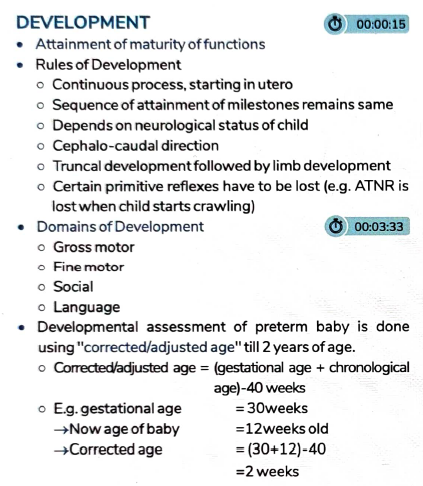 DEVELOPMENT 00:00:15
• Attainment of maturity of functions
• Rules of Development
○ Continuous process, starting in utero
○ Sequence of attainment of milestones remains same
○ Depends on neurological status of child
○ Cephalo-caudal direction
○ Truncal development followed by limb development
○ Certain primitive reflexes have to be lost (e.g. ATNR is
lost when child starts crawling)
• Domains of Development 00:03:33
○ Gross motor
○ Fine motor
○ Social
○ Language
• Developmental assessment of preterm baby is done
using "corrected/adjusted age" till 2 years of age.
○ Corrected/adjusted age = (gestational age + chronological
age)-40 weeks
○ E.g. gestational age = 30weeks
→Now age of baby =12weeks old
→Corrected age = (30+12)-40
=2 weeks